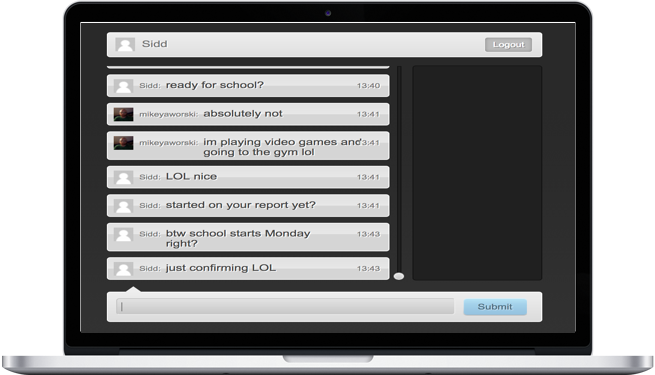 Sidd
Logout
Sidd: ready for school? 13:40
mikeyaworski: absolutely not 13:41
mikeyaworski: im playing video games and 13:41
going to the gym lol
Sidd: LOL nice 13:41
Sidd: started on your report yet? 13:41
Sidd: btw school starts Monday 13:43
right?
Sidd: just confirming LOL 13:43
Submit